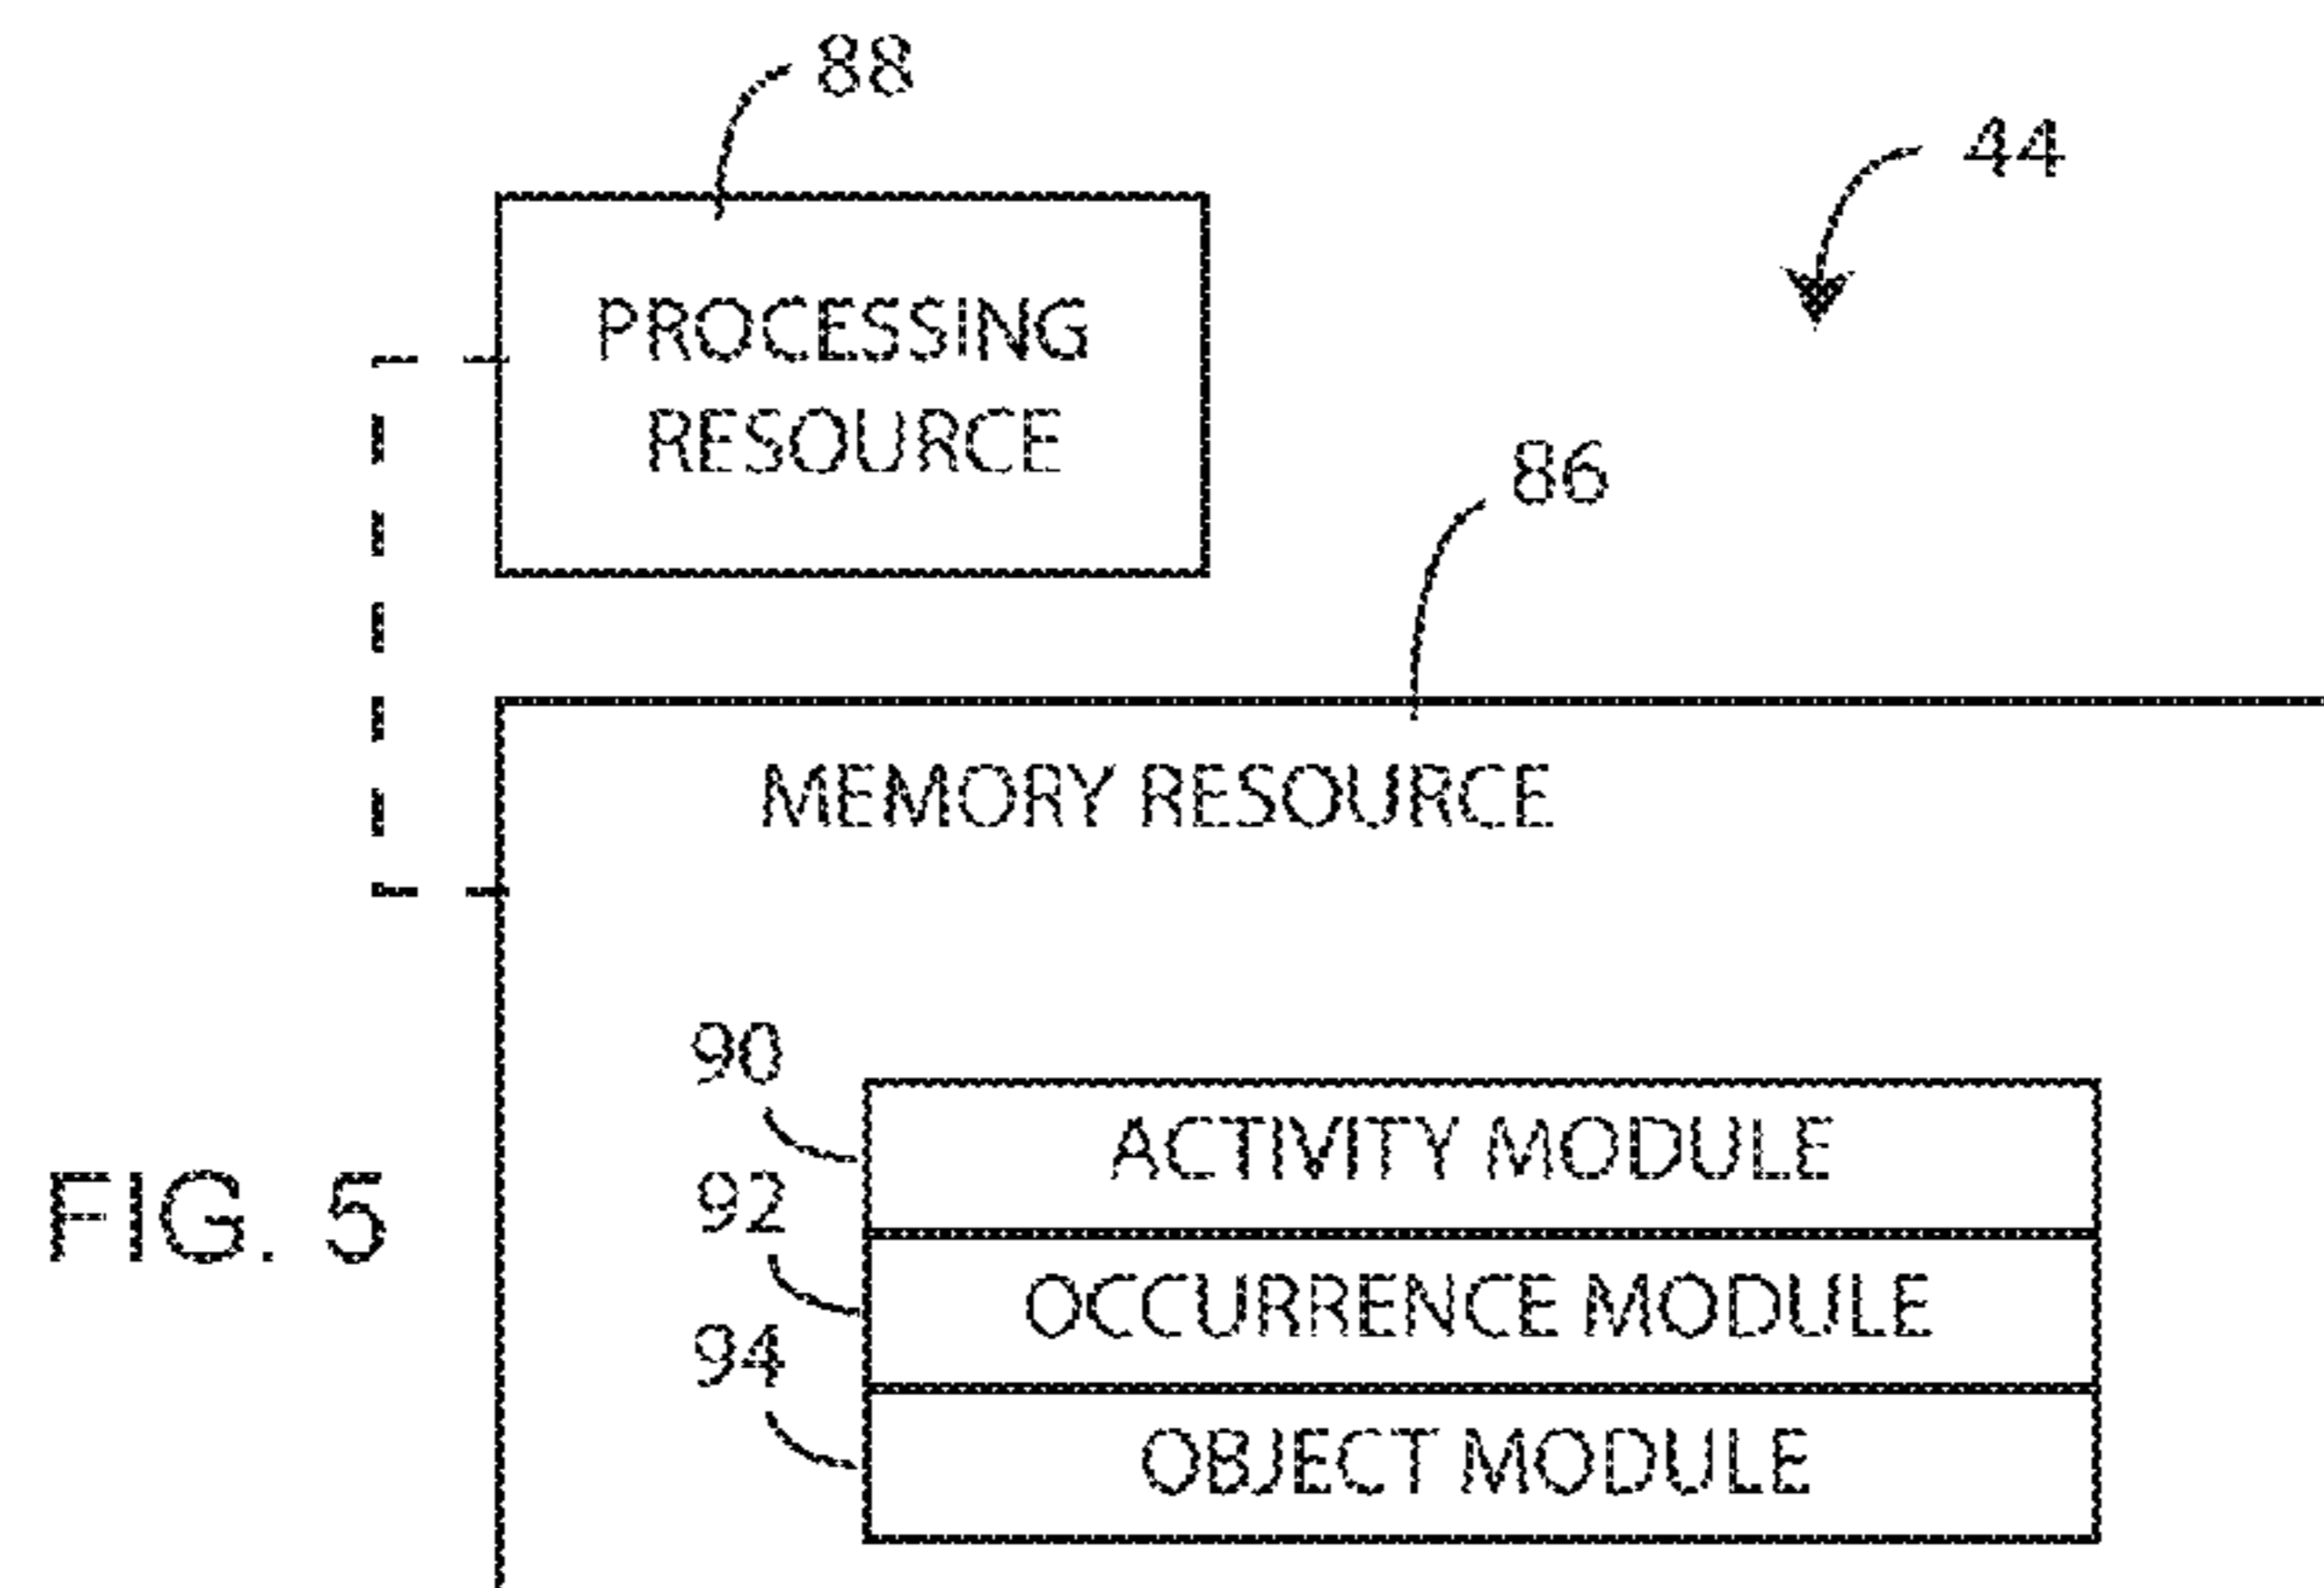 88
44
PROCESSING
RESOURCE
86
MEMORY RESOURCE
90
ACTIVITY MODULE
92
OCCURRENCE MODULE
94
OBJECT MODULE
FIG. 5